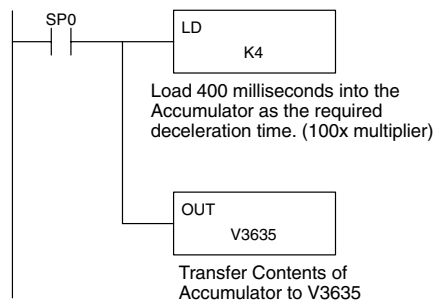 SP0
LD
K4
Load 400 milliseconds into the
Accumulator as the required
deceleration time. (100x multiplier)
OUT
V3635
Transfer Contents of
Accumulator to V3635